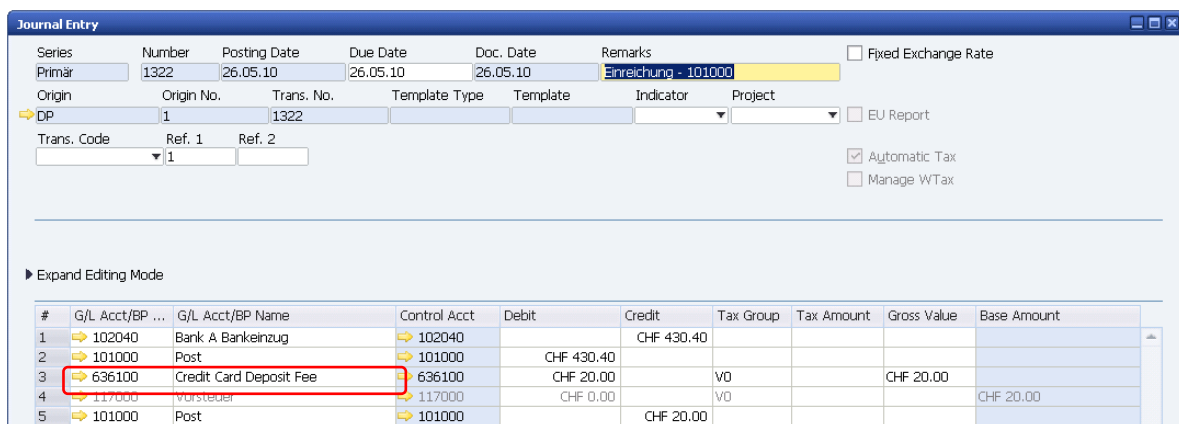 Journal Entry
Series Number Posting Date Due Date Doc. Date Remarks Fixed Exchange Rate
Primär 1322 26.05.10 26.05.10 26.05.10 Einreichung - 101000
Origin Origin No. Trans. No. Template Type Template Indicator Project
DP 1 1322 EU Report
Trans. Code Ref. 1 Ref. 2
1 Automatic Tax
Manage WTax
Expand Editing Mode
# G/L Acct/BP ... G/L Acct/BP Name Control Acct Debit Credit Tax Group Tax Amount Gross Value Base Amount
1 102040 Bank A Bankeinzug 102040 CHF 430.40
2 101000 Post 101000 CHF 430.40
3 636100 Credit Card Deposit Fee 636100 CHF 20.00 V0 CHF 20.00
4 117000 Vorsteuer 117000 CHF 0.00 V0 CHF 20.00
5 101000 Post 101000 CHF 20.00